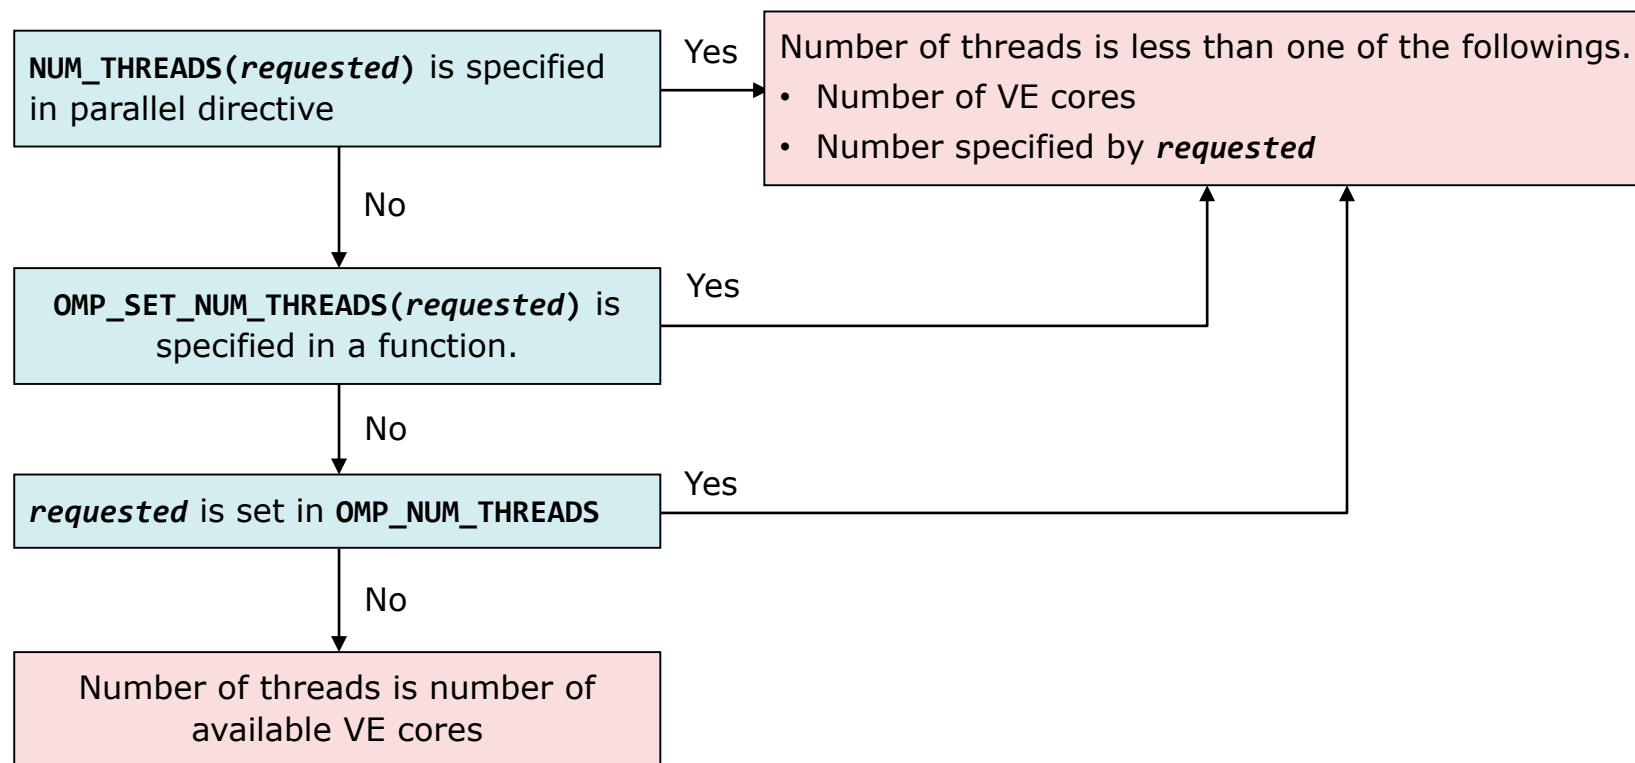 NUM_THREADS(requested) is specified
in parallel directive
Yes
Number of threads is less than one of the followings.
• Number of VE cores
• Number specified by requested
No
OMP_SET_NUM_THREADS(requested) is
specified in a function.
Yes
No
requested is set in OMP_NUM_THREADS
Yes
No
Number of threads is number of
available VE cores